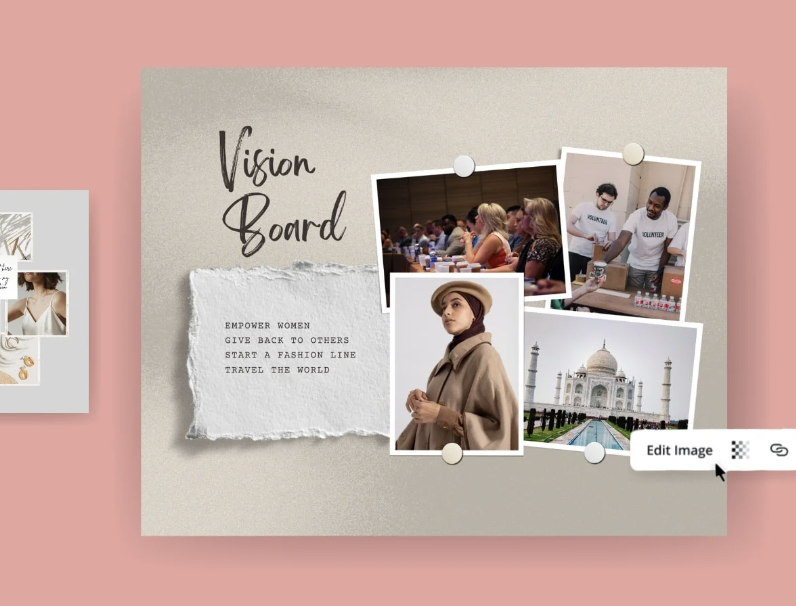 Vision
Board
EMPOWER WOMEN
GIVE BACK TO OTHERS
START A FASHION LINE
TRAVEL THE WORLD
VOLUNTEER
VOLUNTEER
Edit Image